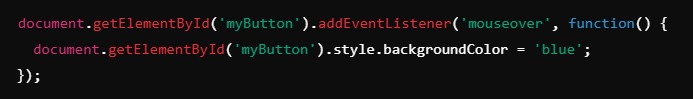 document.getElementById('myButton').addEventListener('mouseover', function() {
  document.getElementById('myButton').style.backgroundColor = 'blue';
});